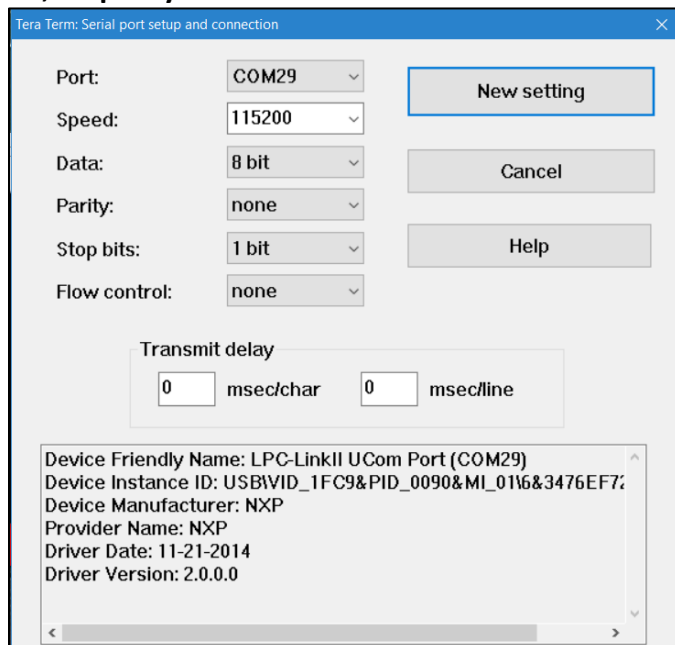 Tera Term: Serial port setup and connection
Port: COM29
New setting
Speed: 115200
Data: 8 bit
Cancel
Parity: none
Stop bits: 1 bit
Help
Flow control: none
Transmit delay
0 msec/char 0 msec/line
Device Friendly Name: LPC-LinkII UCom Port (COM29)
Device Instance ID: USB\VID_1FC9&PID_0090&MI_01\6&3476EF72
Device Manufacturer: NXP
Provider Name: NXP
Driver Date: 11-21-2014
Driver Version: 2.0.0.0